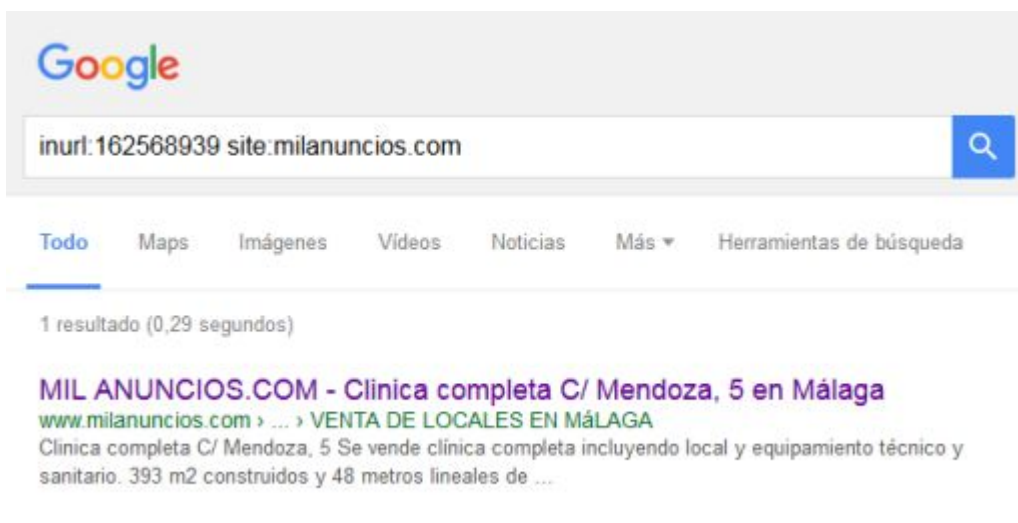 Google
inurl:162568939 site:milanuncios.com
Todo Maps Imágenes Vídeos Noticias Más Herramientas de búsqueda
1 resultado (0,29 segundos)
MIL ANUNCIOS.COM - Clinica completa C/ Mendoza, 5 en Málaga
www.milanuncios.com › ... › VENTA DE LOCALES EN MáLAGA
Clinica completa C/ Mendoza, 5 Se vende clínica completa incluyendo local y equipamiento técnico y
sanitario. 393 m2 construidos y 48 metros lineales de ...